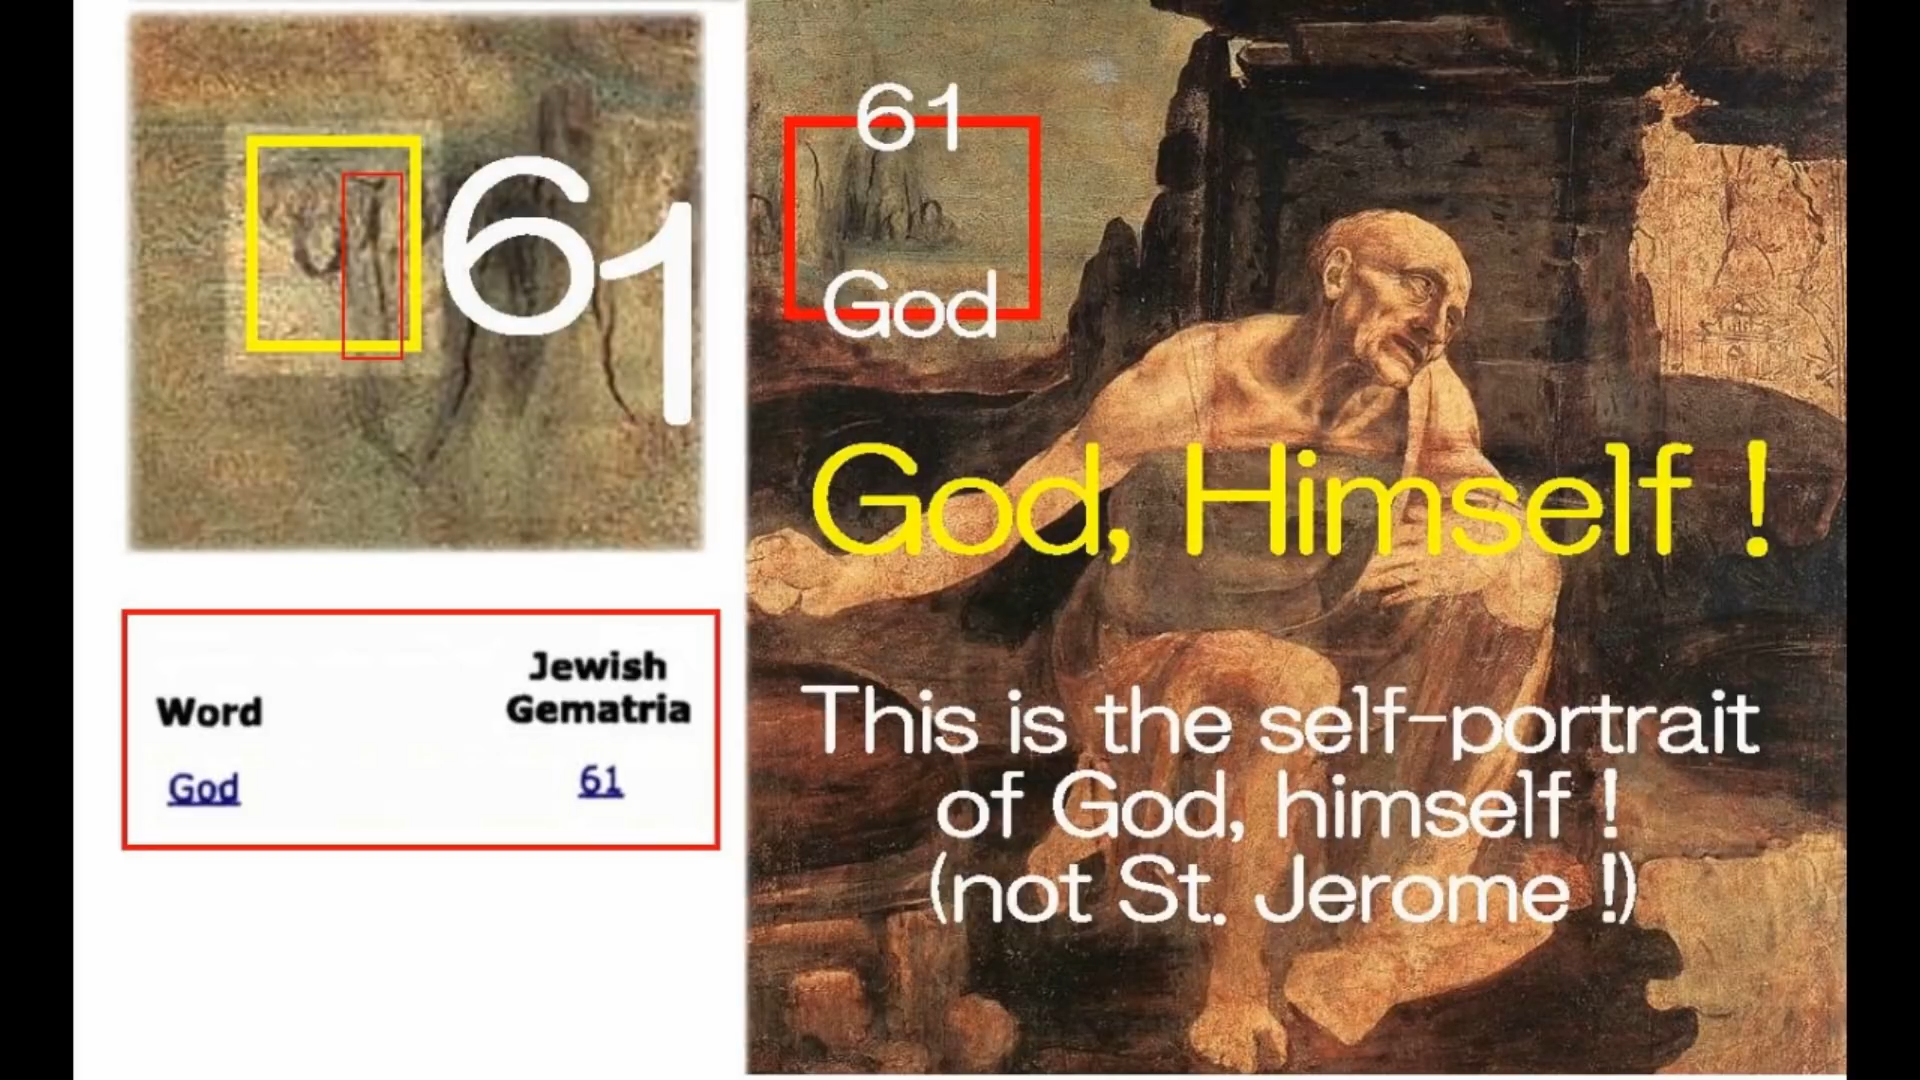 61
Word
Jewish
Gematria
God
61
61
God
God, Himself !
This is the self-portrait
of God, himself !
(not St. Jerome !)